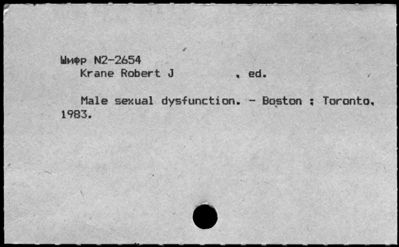 Шифр N2-2654
Krane Robert J , ed.
Male sexual dysfunction. - Boston : Toronto,
1983.